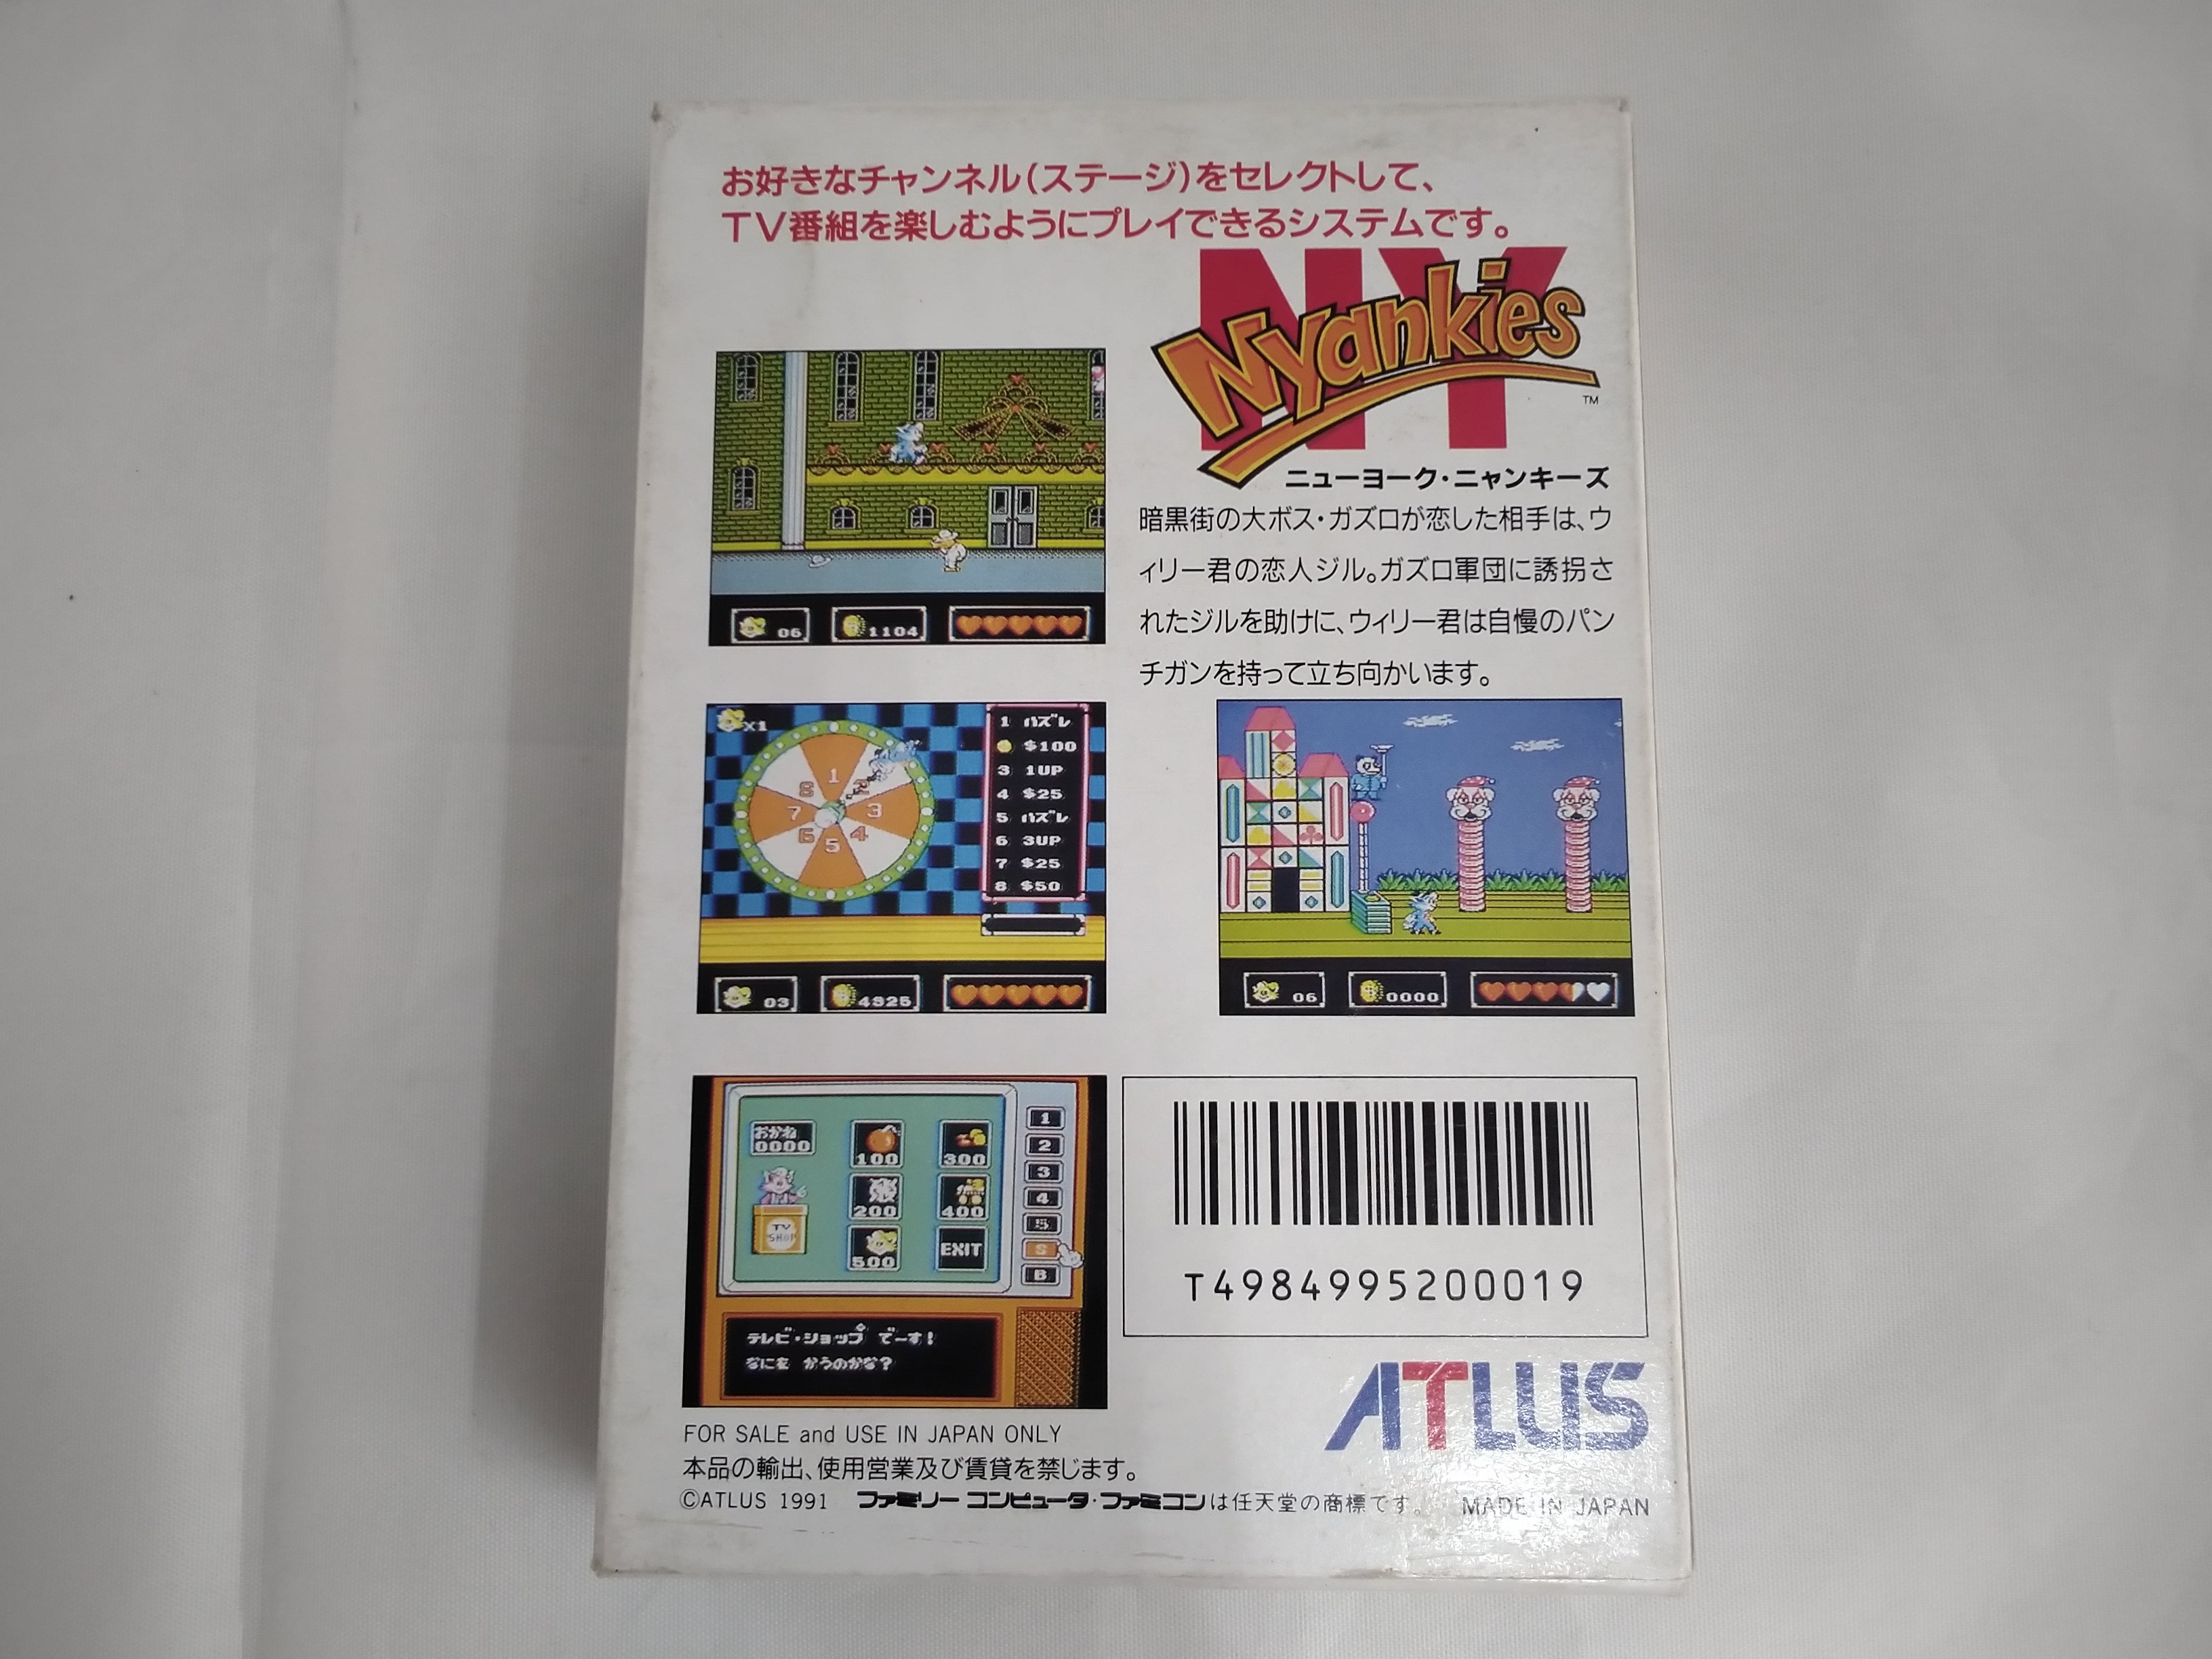 お好きなチャンネル(ステージ)をセレクトして、
TV番組を楽しむようにプレイできるシステムです。
NY
Nyankies
™
ニューヨーク・ニャンキーズ
暗黒街の大ボス・ガズロが恋した相手は、ウ
ィリー君の恋人ジル。ガズロ軍団に誘拐さ
れたジルを助けに、ウィリー君は自慢のパン
チガンを持って立ち向かいます。
06 1104
X1
1 ハズレ
$100
3 1UP
4 $25
5 ハズレ
6 3UP
7 $25
8 $50
1
2
3
4
5
6
7
8
03 4925
06 0000
おかね
0000
100
300
200
400
500
EXIT
TV
SHOP
1
2
3
4
5
S
B
テレビ・ショップ でーす!
なにを かうのかな?
T4984995200019
ATLUS
FOR SALE and USE IN JAPAN ONLY
本品の輸出、使用営業及び賃貸を禁じます。
©ATLUS 1991 ファミリーコンピュータ・ファミコンは任天堂の商標です。 MADE IN JAPAN